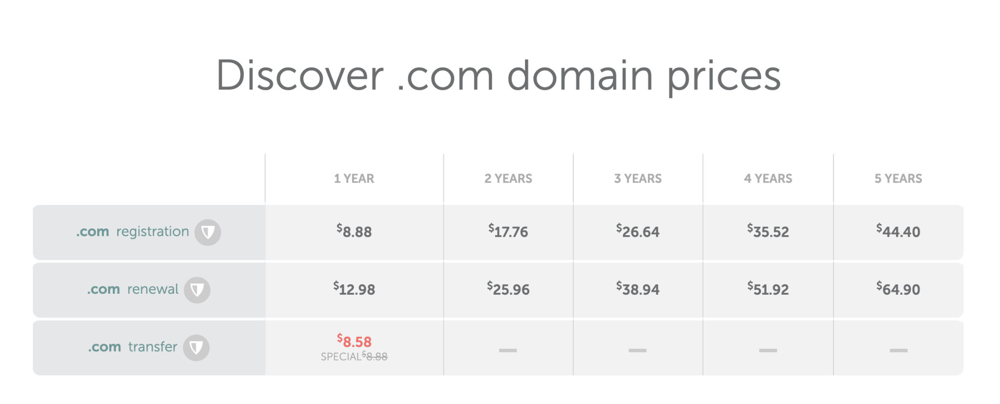 Discover .com domain prices
1 YEAR 2 YEARS 3 YEARS 4 YEARS 5 YEARS
.com registration $8.88 $17.76 $26.64 $35.52 $44.40
.com renewal $12.98 $25.96 $38.94 $51.92 $64.90
.com transfer $8.58 — — — —
SPECIAL $8.88